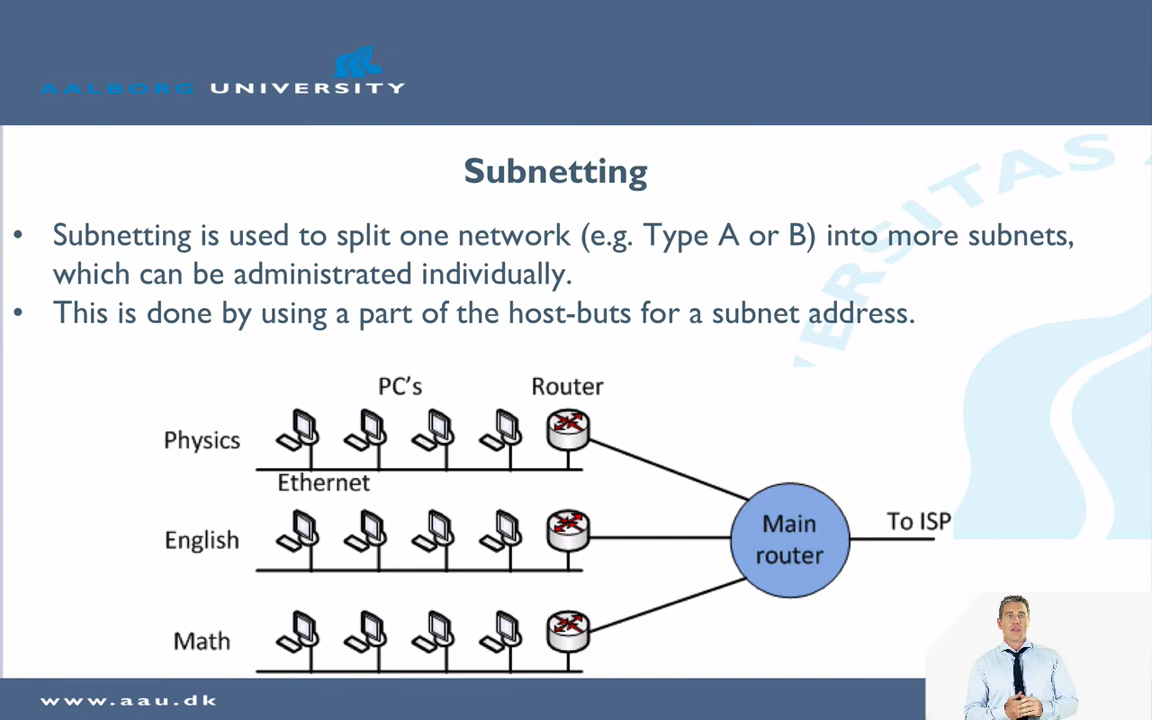 AALBORG UNIVERSITY
Subnetting
• Subnetting is used to split one network (e.g. Type A or B) into more subnets,
which can be administrated individually.
• This is done by using a part of the host-buts for a subnet address.
PC's
Router
Physics
Ethernet
English
Math
Main
router
To ISP
www.aau.dk